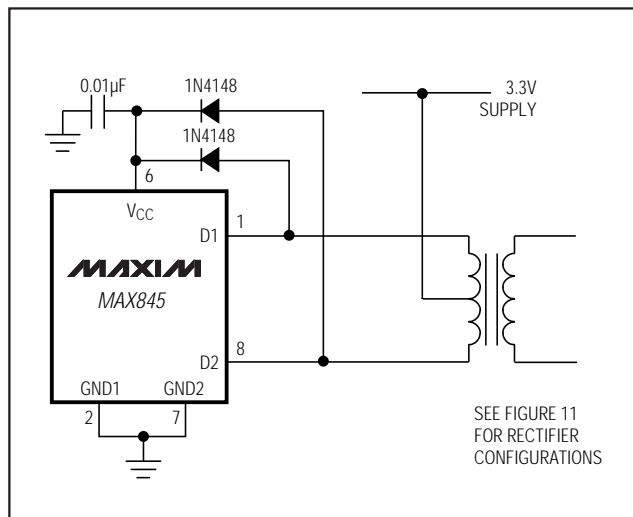 0.01µF
1N4148
1N4148
3.3V
SUPPLY
6
VCC
1
D1
MAXIM
MAX845
8
D2
GND1
GND2
2
7
SEE FIGURE 11
FOR RECTIFIER
CONFIGURATIONS